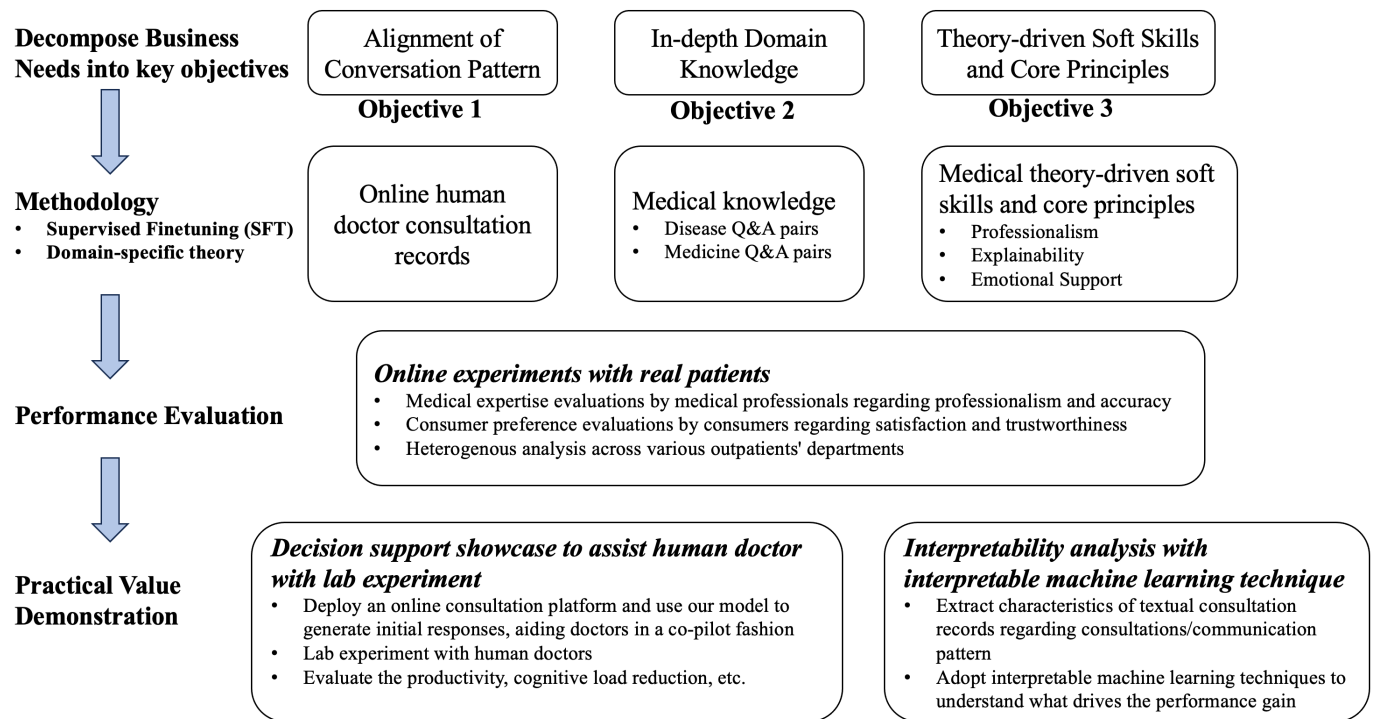 Decompose Business
Needs into key objectives
Alignment of
Conversation Pattern
Objective 1
In-depth Domain
Knowledge
Objective 2
Theory-driven Soft Skills
and Core Principles
Objective 3
Methodology
• Supervised Finetuning (SFT)
• Domain-specific theory
Online human
doctor consultation
records
Medical knowledge
• Disease Q&A pairs
• Medicine Q&A pairs
Medical theory-driven soft
skills and core principles
• Professionalism
• Explainability
• Emotional Support
Performance Evaluation
Online experiments with real patients
• Medical expertise evaluations by medical professionals regarding professionalism and accuracy
• Consumer preference evaluations by consumers regarding satisfaction and trustworthiness
• Heterogenous analysis across various outpatients' departments
Practical Value
Demonstration
Decision support showcase to assist human doctor
with lab experiment
• Deploy an online consultation platform and use our model to
generate initial responses, aiding doctors in a co-pilot fashion
• Lab experiment with human doctors
• Evaluate the productivity, cognitive load reduction, etc.
Interpretability analysis with
interpretable machine learning technique
• Extract characteristics of textual consultation
records regarding consultations/communication
pattern
• Adopt interpretable machine learning techniques to
understand what drives the performance gain